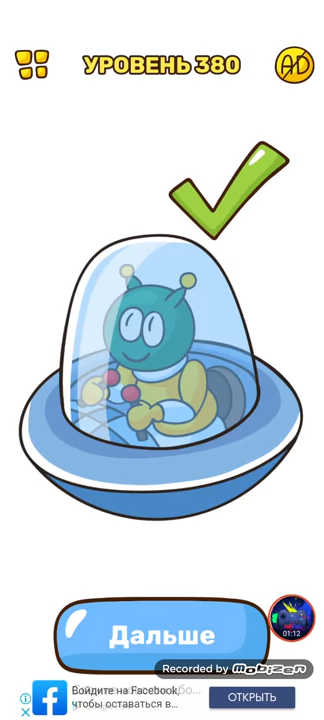 УРОВЕНЬ 380
AD
Дальше
01:12
Recorded by MOBIZEN
Войдите на Facebook,
чтобы оставаться в...
ОТКРЫТЬ